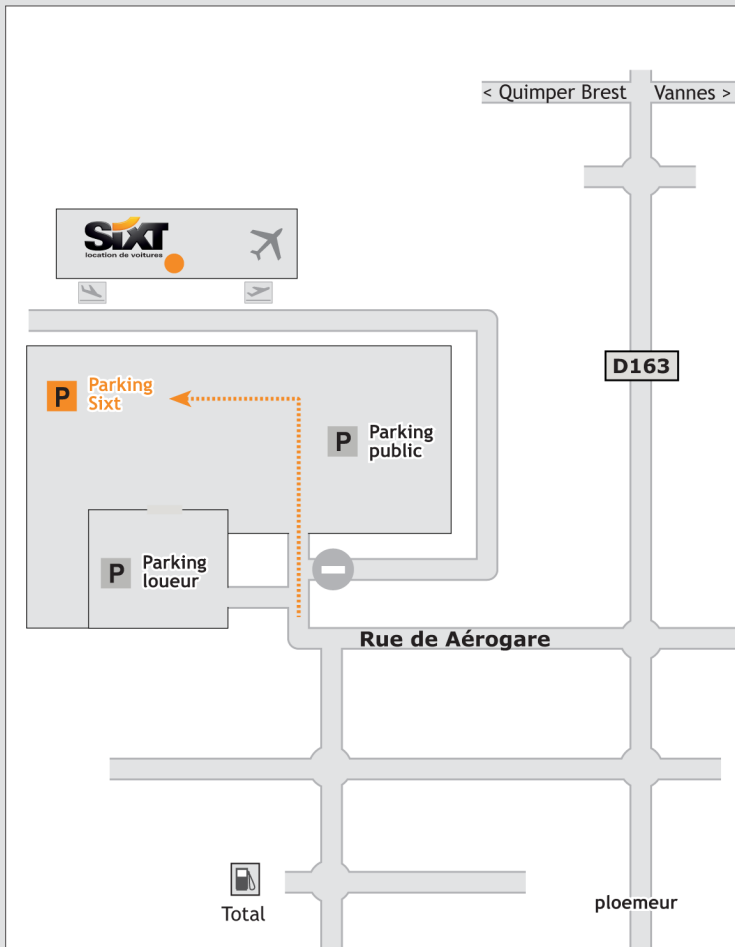 < Quimper Brest
Vannes >
SIXT
location de voitures
D163
P
Parking
Sixt
P
Parking
public
P
Parking
loueur
Rue de Aérogare
Total
ploemeur